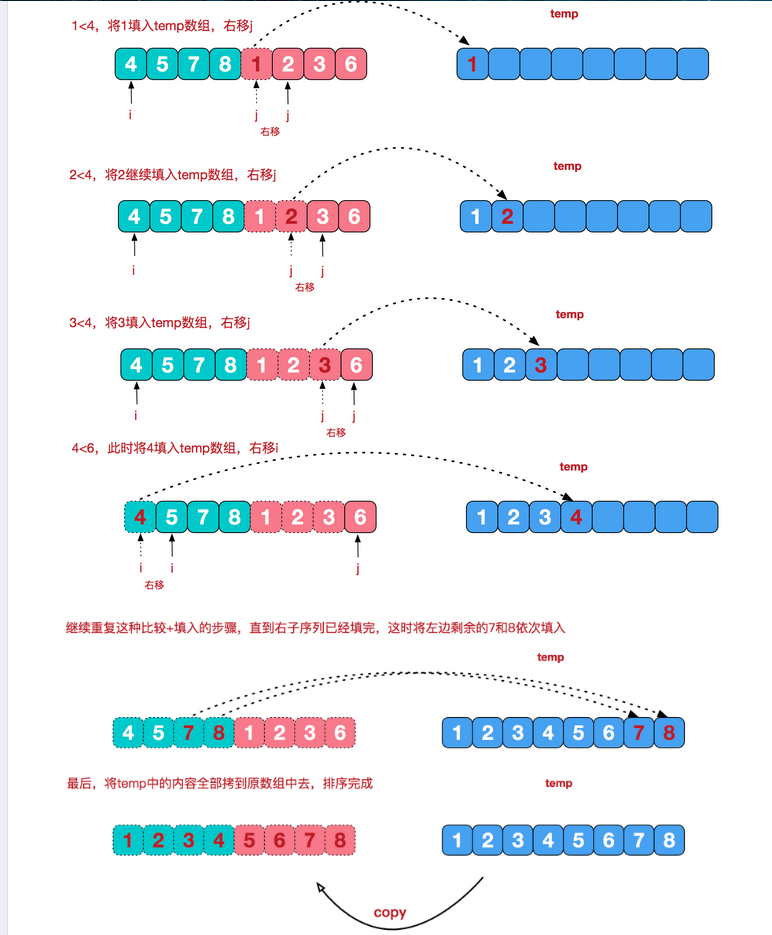 temp
1<4，将1填入temp数组，右移j
4 5 7 8 1 2 3 6
1
i j j
右移
temp
2<4，将2继续填入temp数组，右移j
4 5 7 8 1 2 3 6
1 2
i j j
右移
temp
3<4，将3填入temp数组，右移j
4 5 7 8 1 2 3 6
1 2 3
i j j
右移
4<6，此时将4填入temp数组，右移i
temp
4 5 7 8 1 2 3 6
1 2 3 4
i i j
右移
继续重复这种比较+填入的步骤，直到右子序列已经填完，这时将左边剩余的7和8依次填入
temp
4 5 7 8 1 2 3 6
1 2 3 4 5 6 7 8
最后，将temp中的内容全部拷到原数组中去，排序完成
temp
1 2 3 4 5 6 7 8
1 2 3 4 5 6 7 8
copy